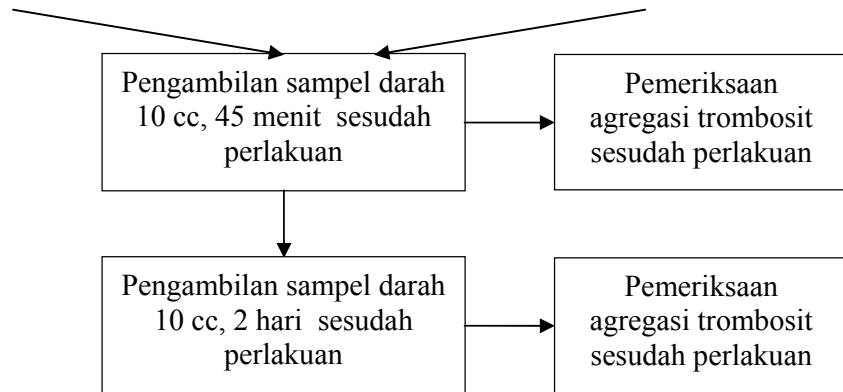 Pengambilan sampel darah
10 cc, 45 menit  sesudah
perlakuan
Pemeriksaan
agregasi trombosit
sesudah perlakuan
Pengambilan sampel darah
10 cc, 2 hari  sesudah
perlakuan
Pemeriksaan
agregasi trombosit
sesudah perlakuan